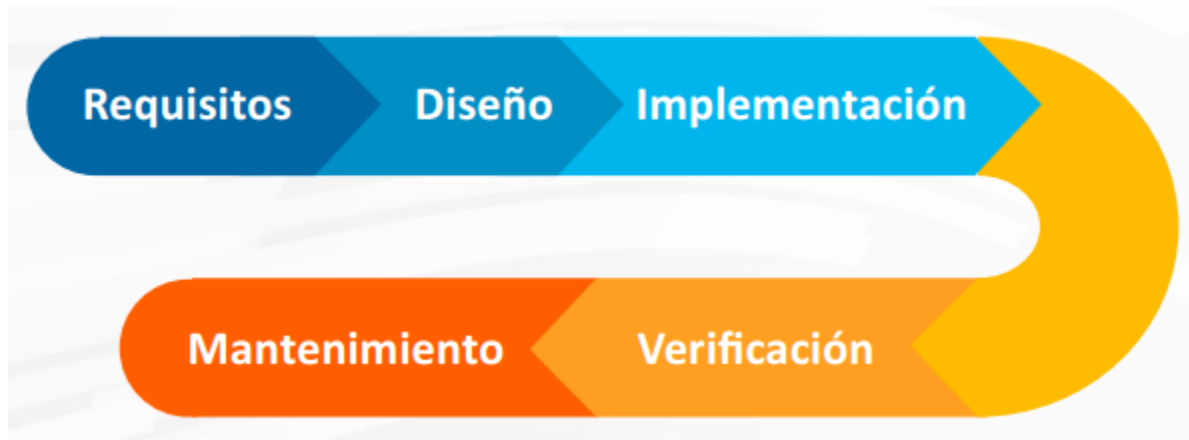 Requisitos
Diseño
Implementación
Verificación
Mantenimiento